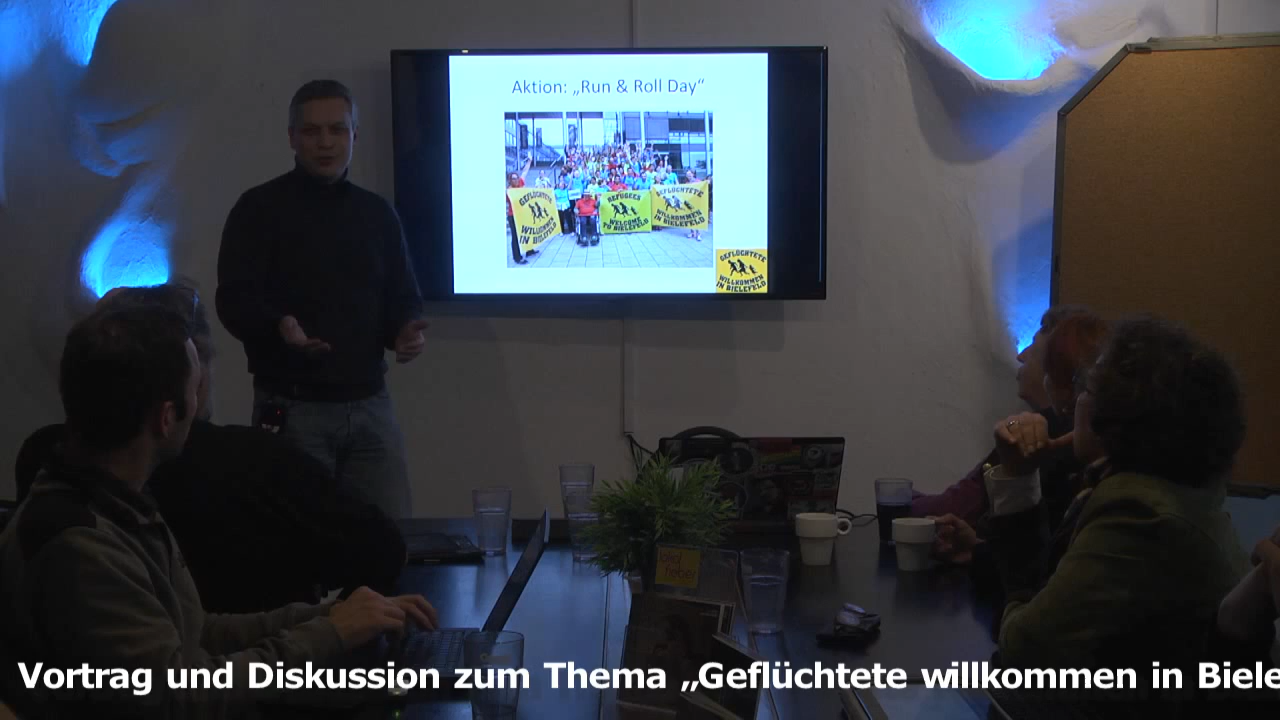 Aktion: „Run & Roll Day“
GEFLÜCHTETE
WILLKOMMEN
IN BIELEFELD
REFUGEES
WELCOME
TO BIELEFELD
GEFLÜCHTETE
WILLKOMMEN
IN BIELEFELD
GEFLÜCHTETE
WILLKOMMEN
IN BIELEFELD
Vortrag und Diskussion zum Thema „Geflüchtete willkommen in Biele